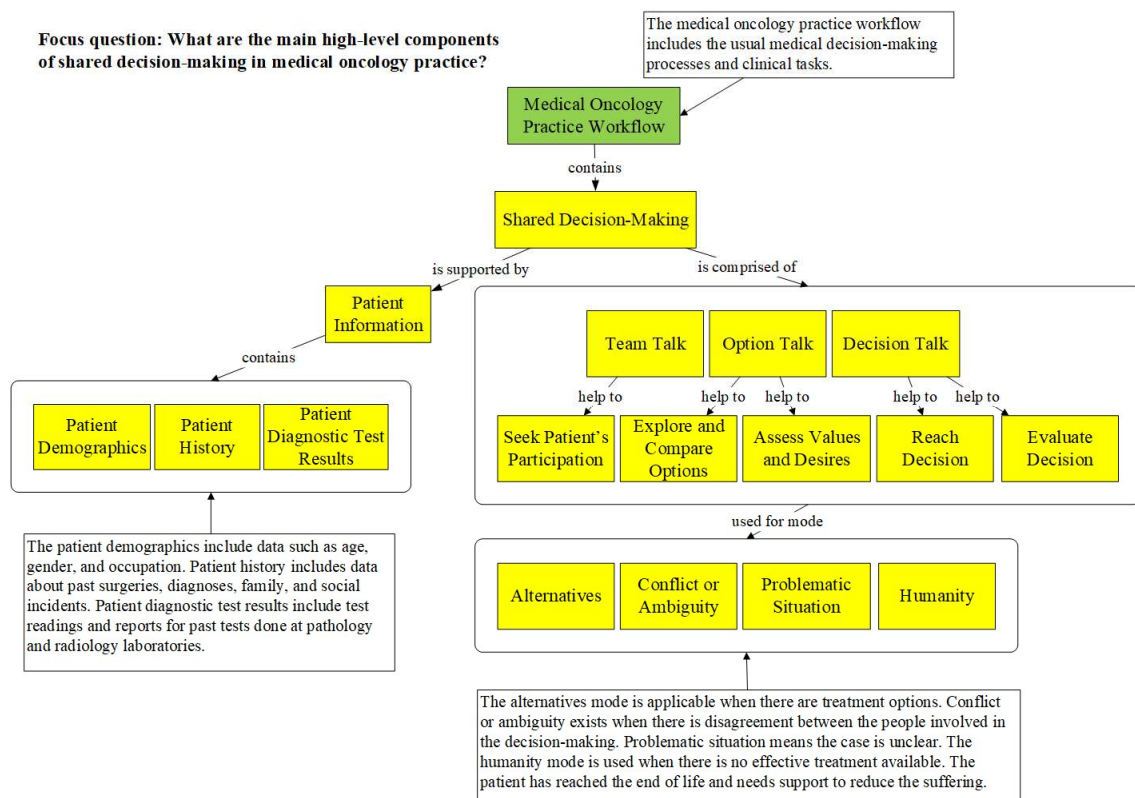 Focus question: What are the main high-level components
of shared decision-making in medical oncology practice?
The medical oncology practice workflow
includes the usual medical decision-making
processes and clinical tasks.
Medical Oncology
Practice Workflow
contains
Shared Decision-Making
is supported by
is comprised of
Patient
Information
contains
Patient
Demographics
Patient
History
Patient
Diagnostic Test
Results
The patient demographics include data such as age,
gender, and occupation. Patient history includes data
about past surgeries, diagnoses, family, and social
incidents. Patient diagnostic test results include test
readings and reports for past tests done at pathology
and radiology laboratories.
Team Talk
Option Talk
Decision Talk
help to
help to
help to
help to
help to
Seek Patient's
Participation
Explore and
Compare
Options
Assess Values
and Desires
Reach
Decision
Evaluate
Decision
used for mode
Alternatives
Conflict or
Ambiguity
Problematic
Situation
Humanity
The alternatives mode is applicable when there are treatment options. Conflict
or ambiguity exists when there is disagreement between the people involved in
the decision-making. Problematic situation means the case is unclear. The
humanity mode is used when there is no effective treatment available. The
patient has reached the end of life and needs support to reduce the suffering.